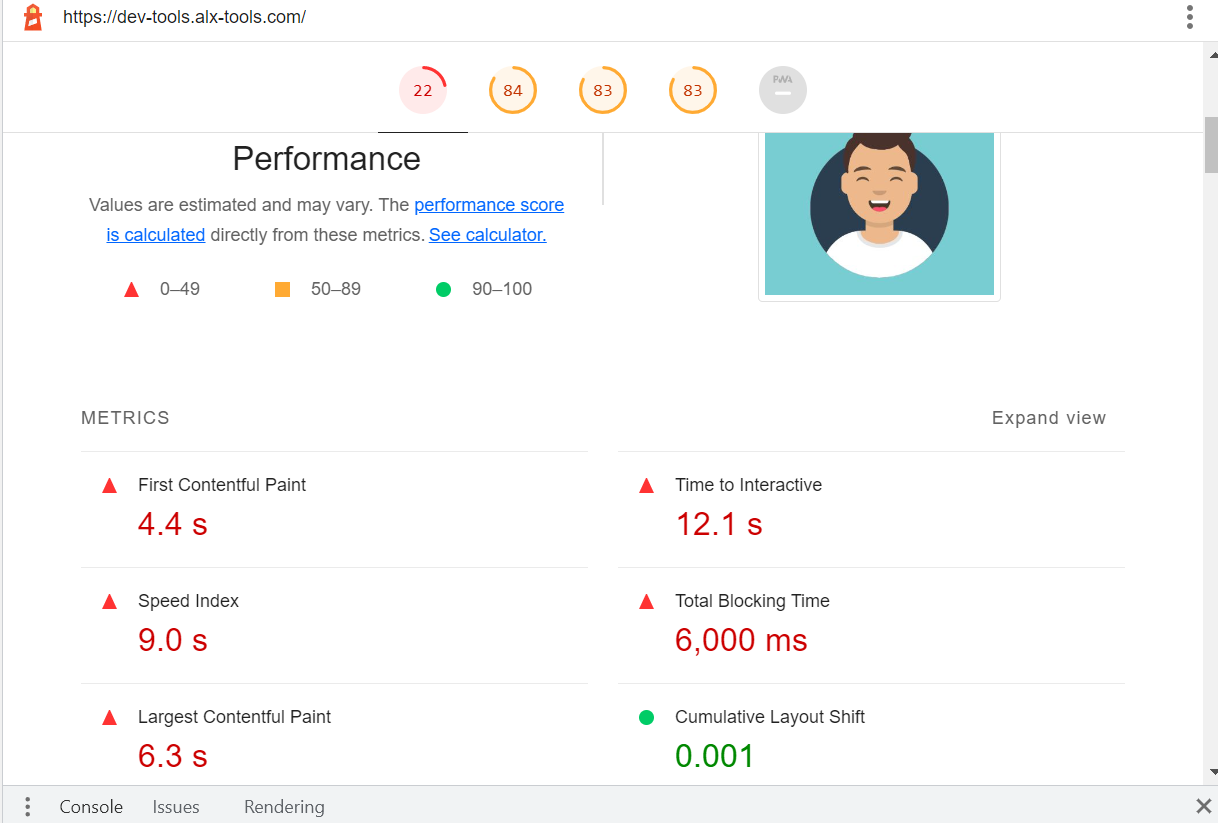 https://dev-tools.alx-tools.com/
22 84 83 83 PWA
Performance
Values are estimated and may vary. The performance score
is calculated directly from these metrics. See calculator.
0–49 50–89 90–100
METRICS Expand view
First Contentful Paint
4.4 s
Time to Interactive
12.1 s
Speed Index
9.0 s
Total Blocking Time
6,000 ms
Largest Contentful Paint
6.3 s
Cumulative Layout Shift
0.001
Console Issues Rendering